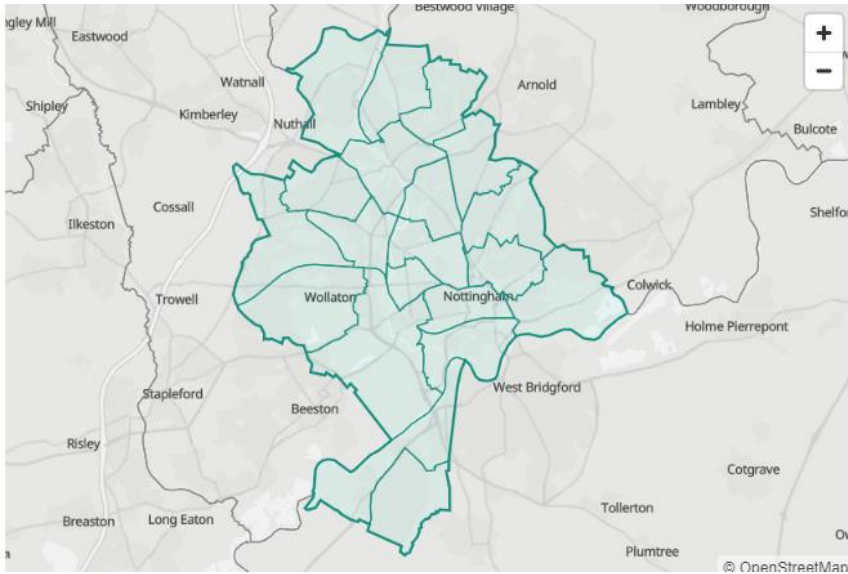 Bestwood Village
Woodborough
gley Mill
Eastwood
+
−
Watnall
Arnold
Shipley
Kimberley
Lambley
Nuthall
Bulcote
Cossall
Ilkeston
Shelfor
Trowell
Wollaton
Nottingham
Colwick
Holme Pierrepont
Stapleford
West Bridgford
Beeston
Risley
Cotgrave
Breaston
Long Eaton
Tollerton
Plumtree
© OpenStreetMap